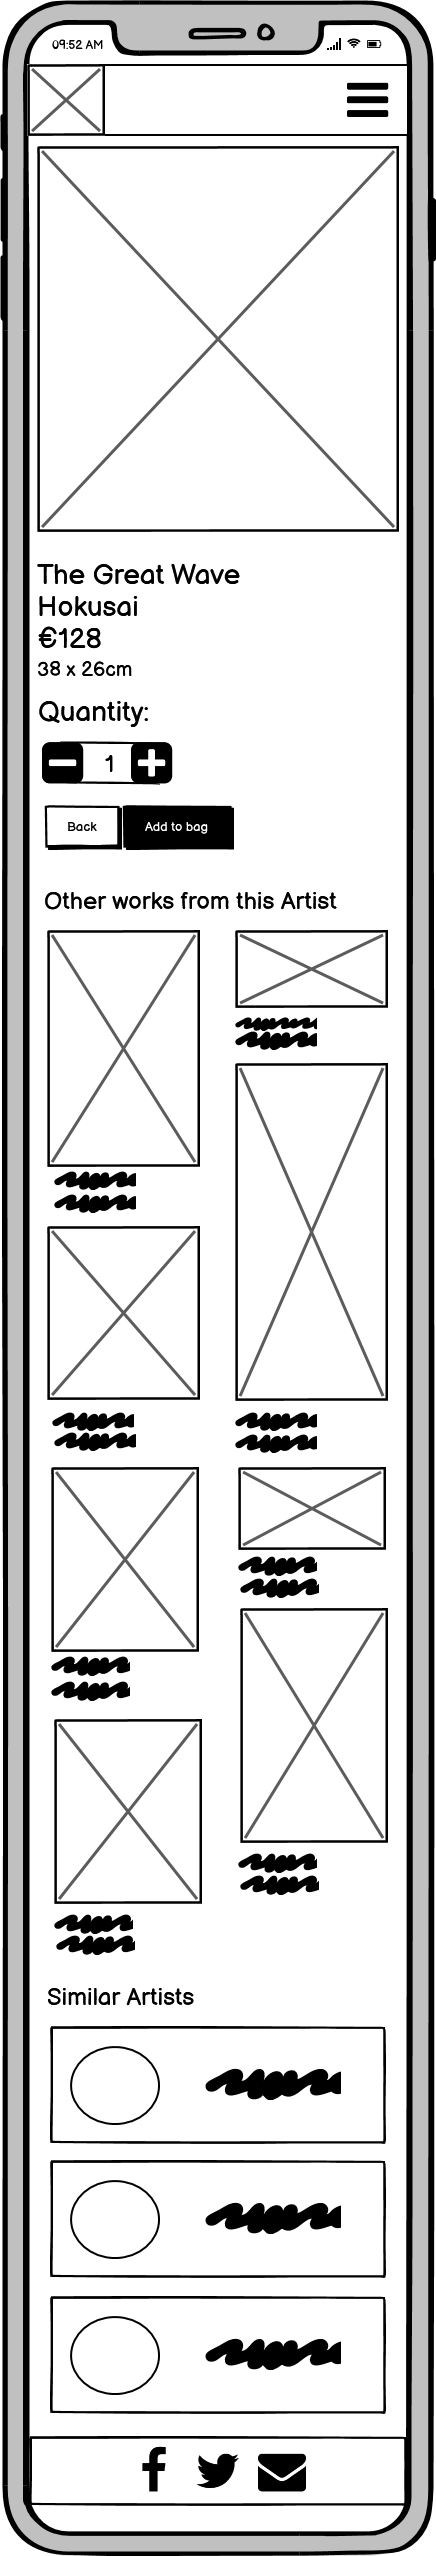 09:52 AM
The Great Wave
Hokusai
€128
38 x 26cm
Quantity:
1
Back
Add to bag
Other works from this Artist
Similar Artists